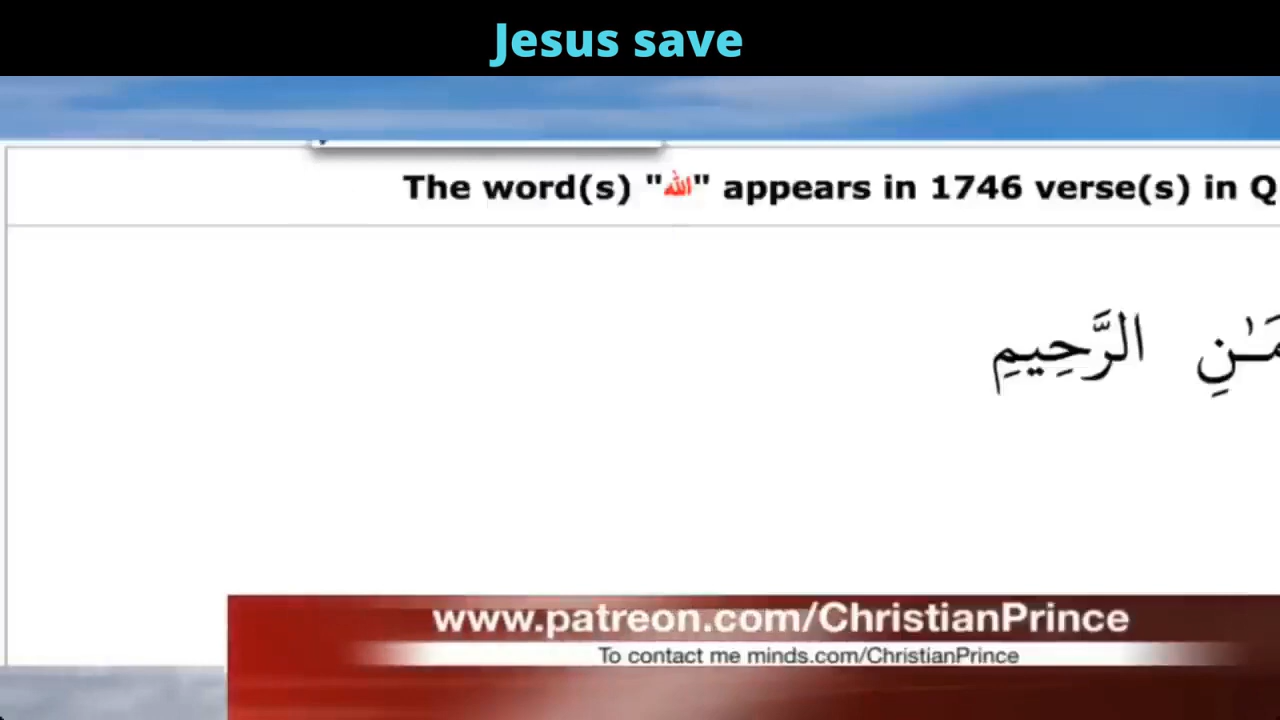 Jesus save
The word(s) "الله" appears in 1746 verse(s) in Q
الرَّحِيمِ
www.patreon.com/ChristianPrince
To contact me minds.com/ChristianPrince